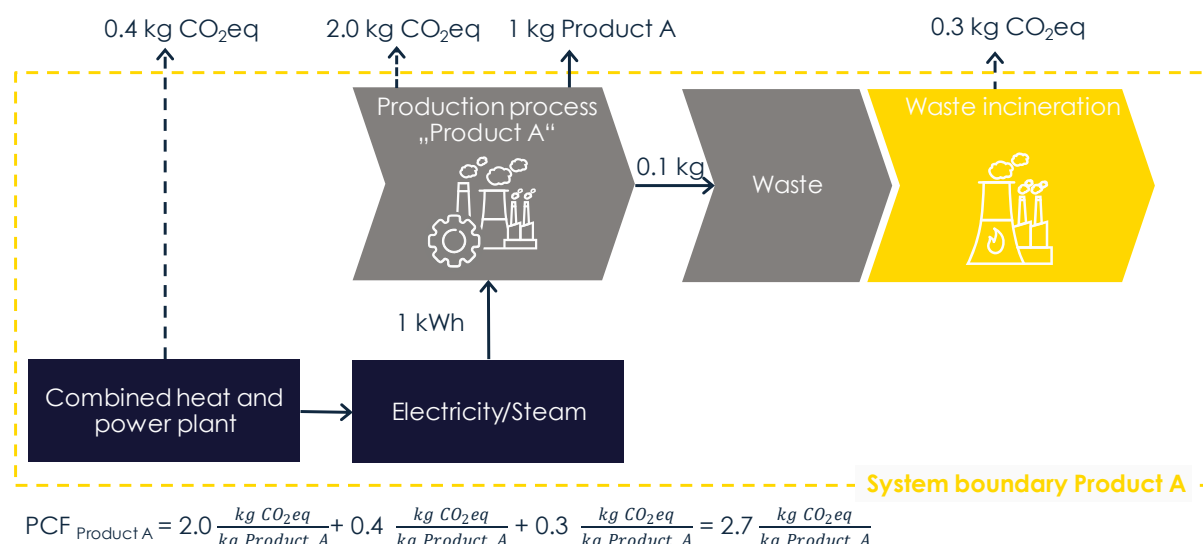 0.4 kg CO₂eq
2.0 kg CO₂eq
1 kg Product A
0.3 kg CO₂eq
Production process
„Product A“
Waste incineration
0.1 kg
Waste
1 kWh
Combined heat and
power plant
Electricity/Steam
System boundary Product A
PCF Product A = 2.0 kg CO₂eq/kg Product A + 0.4 kg CO₂eq/kg Product A + 0.3 kg CO₂eq/kg Product A = 2.7 kg CO₂eq/kg Product A